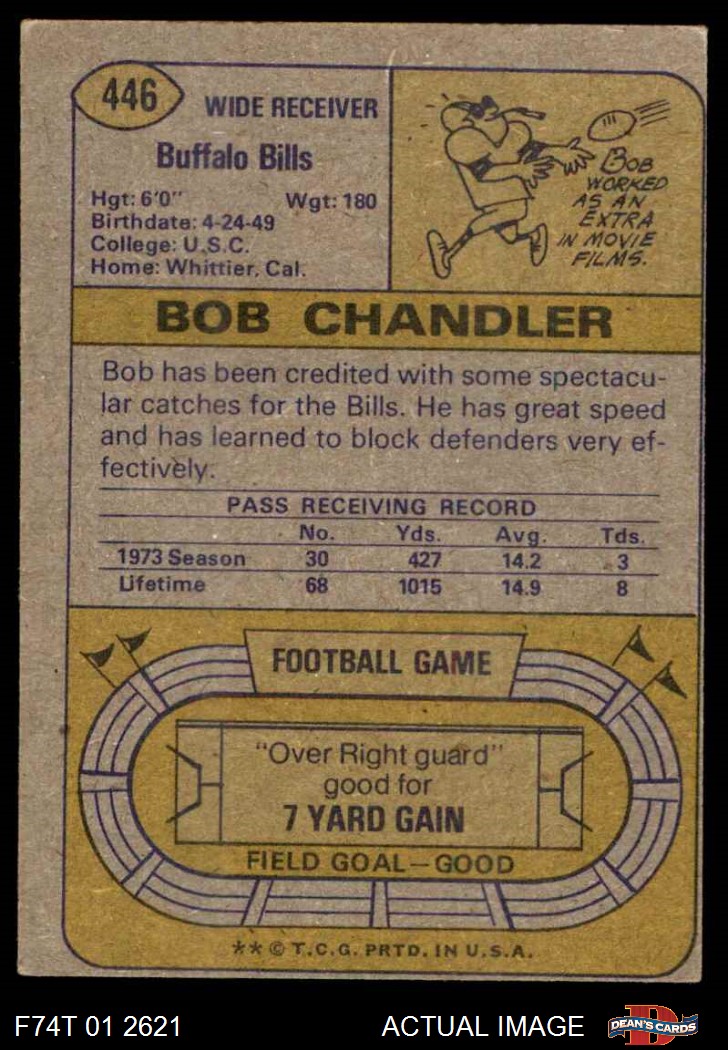 446
WIDE RECEIVER
Buffalo Bills
Hgt: 6'0" Wgt: 180
Birthdate: 4-24-49
College: U.S.C.
Home: Whittier, Cal.
BOB
WORKED
AS AN
EXTRA
IN MOVIE
FILMS.
BOB CHANDLER
Bob has been credited with some spectacu-
lar catches for the Bills. He has great speed
and has learned to block defenders very ef-
fectively.
PASS RECEIVING RECORD
No. Yds. Avg. Tds.
1973 Season 30 427 14.2 3
Lifetime 68 1015 14.9 8
FOOTBALL GAME
"Over Right guard"
good for
7 YARD GAIN
FIELD GOAL—GOOD
** © T.C.G. PRTD. IN U.S.A.
F74T 01 2621 ACTUAL IMAGE D DEAN'S CARDS